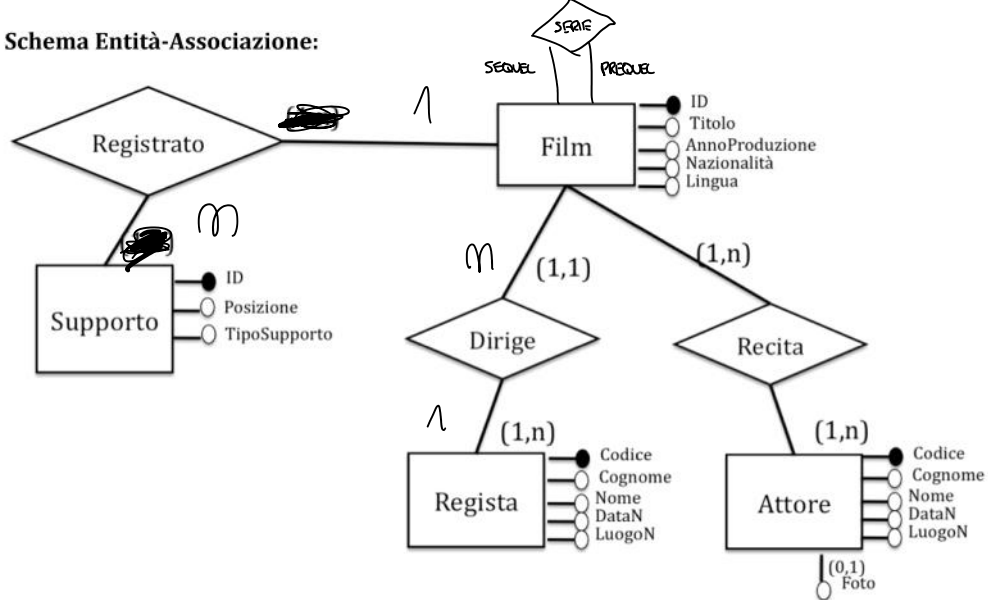 Schema Entità-Associazione:
SERIE
SEQUEL PREQUEL
Registrato
1
Film
ID
Titolo
AnnoProduzione
Nazionalità
Lingua
n
Supporto
ID
Posizione
TipoSupporto
n
(1,1)
(1,n)
Dirige
Recita
1
(1,n)
(1,n)
Regista
Codice
Cognome
Nome
DataN
LuogoN
Attore
Codice
Cognome
Nome
DataN
LuogoN
(0,1)
Foto